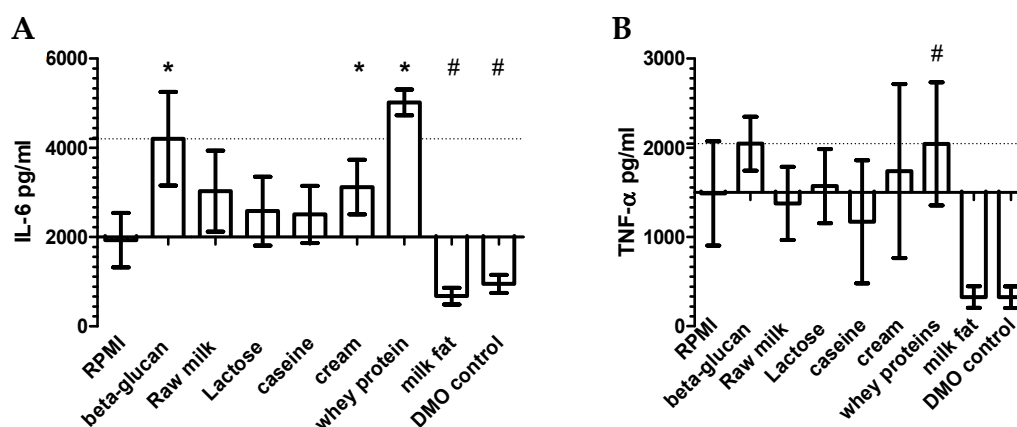 A
IL-6 pg/ml
6000
4000
2000
0
* * * # #
RPMI
beta-glucan
Raw milk
Lactose
caseine
cream
whey protein
milk fat
DMO control
B
TNF-α pg/ml
3000
2000
1000
0
#
RPMI
beta-glucan
Raw milk
Lactose
caseine
cream
whey proteins
milk fat
DMO control